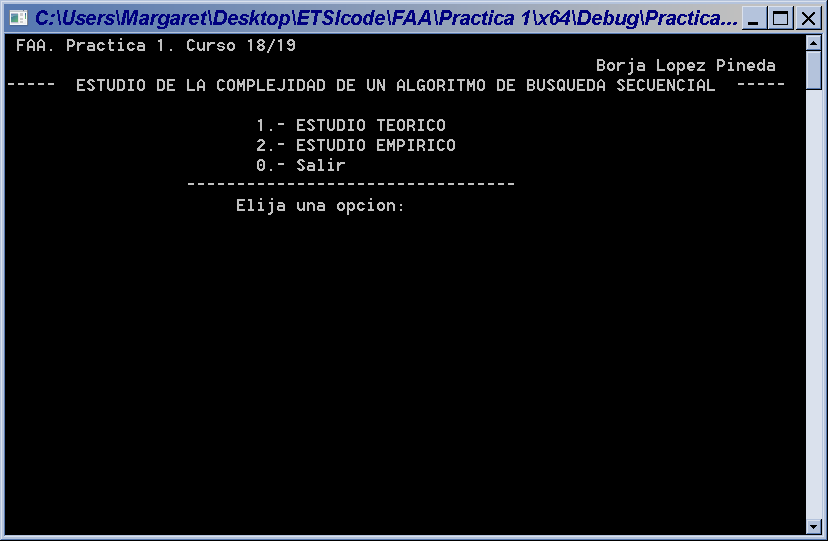 C:\Users\Margaret\Desktop\ETSIcode\FAA\Practica 1\x64\Debug\Practica...
FAA. Practica 1. Curso 18/19
Borja Lopez Pineda
----- ESTUDIO DE LA COMPLEJIDAD DE UN ALGORITMO DE BUSQUEDA SECUENCIAL -----
1.- ESTUDIO TEORICO
2.- ESTUDIO EMPIRICO
0.- Salir
---------------------------------
Elija una opcion: